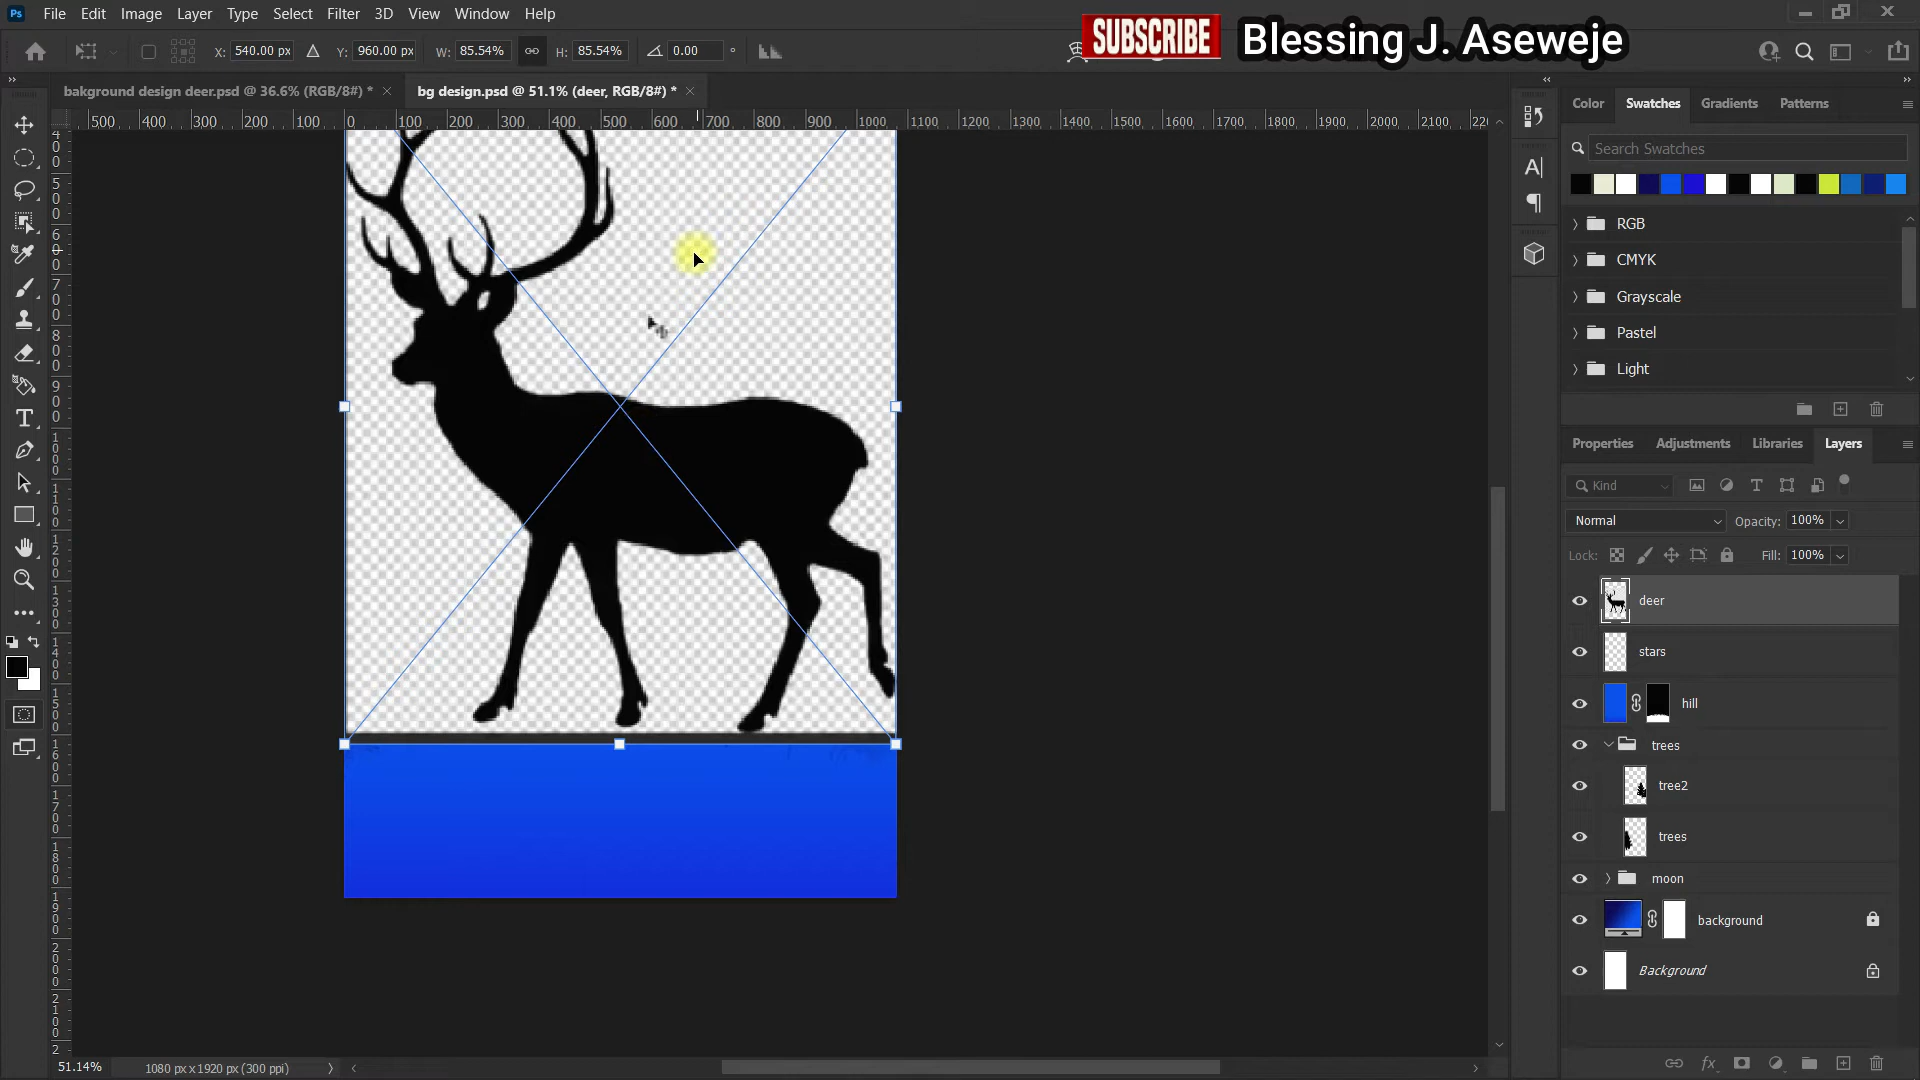 Ps File Edit Image Layer Type Select Filter 3D View Window Help
SUBSCRIBE Blessing J. Aseweje
X: 540.00 px Y: 960.00 px W: 85.54% H: 85.54% 0.00 °
bakground design deer.psd @ 36.6% (RGB/8#) * bg design.psd @ 51.1% (deer, RGB/8#) *
500 400 300 200 100 0 100 200 300 400 500 600 700 800 900 1000 1100 1200 1300 1400 1500 1600 1700 1800 1900 2000 2100
Color Swatches Gradients Patterns
Search Swatches
RGB
CMYK
Grayscale
Pastel
Light
Properties Adjustments Libraries Layers
Kind
Normal Opacity: 100%
Lock: Fill: 100%
deer
stars
hill
trees
tree2
trees
moon
background
Background
51.14% 1080 px x 1920 px (300 ppi)